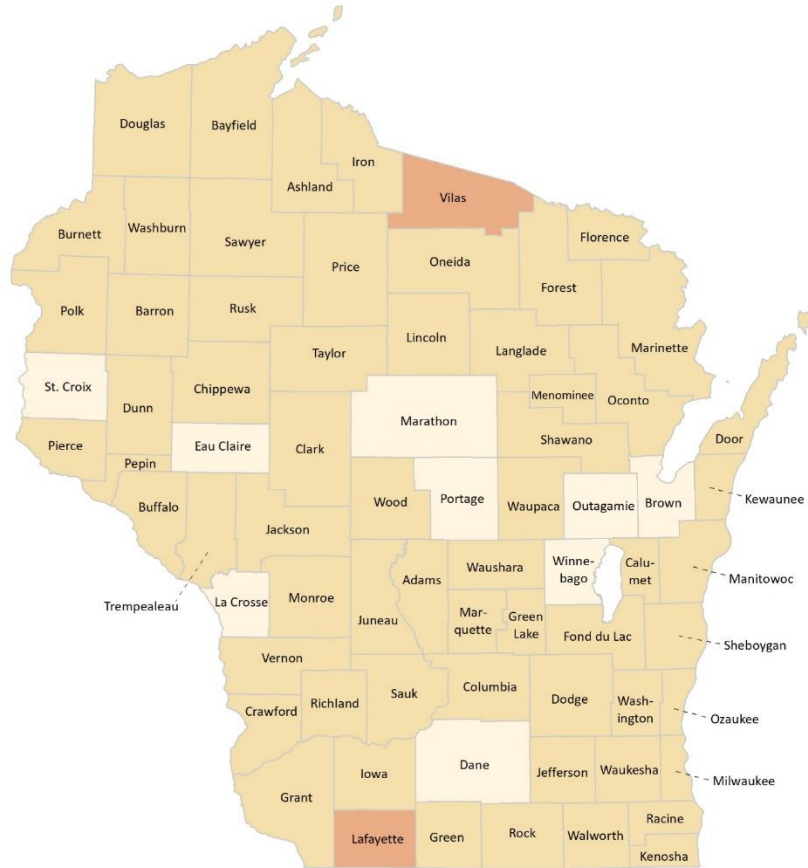 Douglas
Bayfield
Iron
Ashland
Vilas
Burnett
Washburn
Sawyer
Price
Oneida
Florence
Forest
Polk
Barron
Rusk
Lincoln
Langlade
Marinette
Taylor
St. Croix
Dunn
Chippewa
Menominee
Oconto
Marathon
Pierce
Eau Claire
Clark
Shawano
Door
Pepin
Buffalo
Wood
Portage
Waupaca
Outagamie
Brown
Kewaunee
Jackson
Trempealeau
La Crosse
Monroe
Juneau
Adams
Waushara
Winne-
bago
Calu-
met
Manitowoc
Mar-
quette
Green
Lake
Fond du Lac
Sheboygan
Vernon
Crawford
Richland
Sauk
Columbia
Dodge
Wash-
ington
Ozaukee
Grant
Iowa
Dane
Jefferson
Waukesha
Milwaukee
Lafayette
Green
Rock
Walworth
Racine
Kenosha